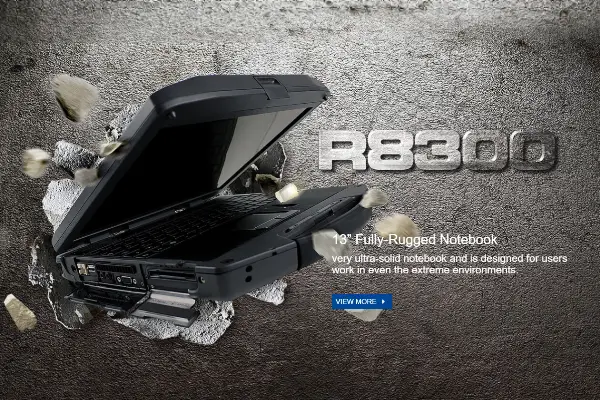 R8300
13" Fully-Rugged Notebook
very ultra-solid notebook and is designed for users
work in even the extreme environments.
VIEW MORE